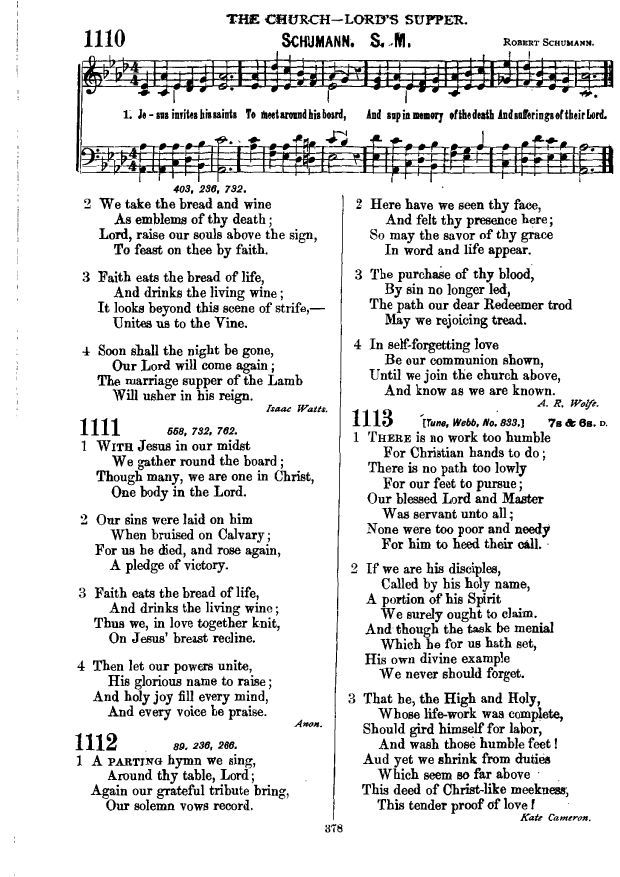 THE CHURCH—LORD'S SUPPER.
1110
SCHUMANN. S. M.
ROBERT SCHUMANN.
1. Je - sus invites his saints To meet around his board, And sup in memory of the death And sufferings of their Lord.
403, 236, 732.
2 We take the bread and wine
As emblems of thy death;
Lord, raise our souls above the sign,
To feast on thee by faith.
3 Faith eats the bread of life,
And drinks the living wine;
It looks beyond this scene of strife,—
Unites us to the Vine.
4 Soon shall the night be gone,
Our Lord will come again;
The marriage supper of the Lamb
Will usher in his reign.
Isaac Watts.
1111
558, 732, 762.
1 WITH Jesus in our midst
We gather round the board;
Though many, we are one in Christ,
One body in the Lord.
2 Our sins were laid on him
When bruised on Calvary;
For us he died, and rose again,
A pledge of victory.
3 Faith eats the bread of life,
And drinks the living wine;
Thus we, in love together knit,
On Jesus' breast recline.
4 Then let our powers unite,
His glorious name to raise;
And holy joy fill every mind,
And every voice be praise.
Anon.
1112
89, 236, 266.
1 A PARTING hymn we sing,
Around thy table, Lord;
Again our grateful tribute bring,
Our solemn vows record.
2 Here have we seen thy face,
And felt thy presence here;
So may the savor of thy grace
In word and life appear.
3 The purchase of thy blood,
By sin no longer led,
The path our dear Redeemer trod
May we rejoicing tread.
4 In self-forgetting love
Be our communion shown,
Until we join the church above,
And know as we are known.
A. R. Wolfe.
1113
[Tune, Webb, No. 833.] 7s & 6s. D.
1 THERE is no work too humble
For Christian hands to do;
There is no path too lowly
For our feet to pursue;
Our blessed Lord and Master
Was servant unto all;
None were too poor and needy
For him to heed their call.
2 If we are his disciples,
Called by his holy name,
A portion of his Spirit
We surely ought to claim.
And though the task be menial
Which he for us hath set,
His own divine example
We never should forget.
3 That he, the High and Holy,
Whose life-work was complete,
Should gird himself for labor,
And wash those humble feet!
And yet we shrink from duties
Which seem so far above
This deed of Christ-like meekness,
This tender proof of love!
Kate Cameron.
378